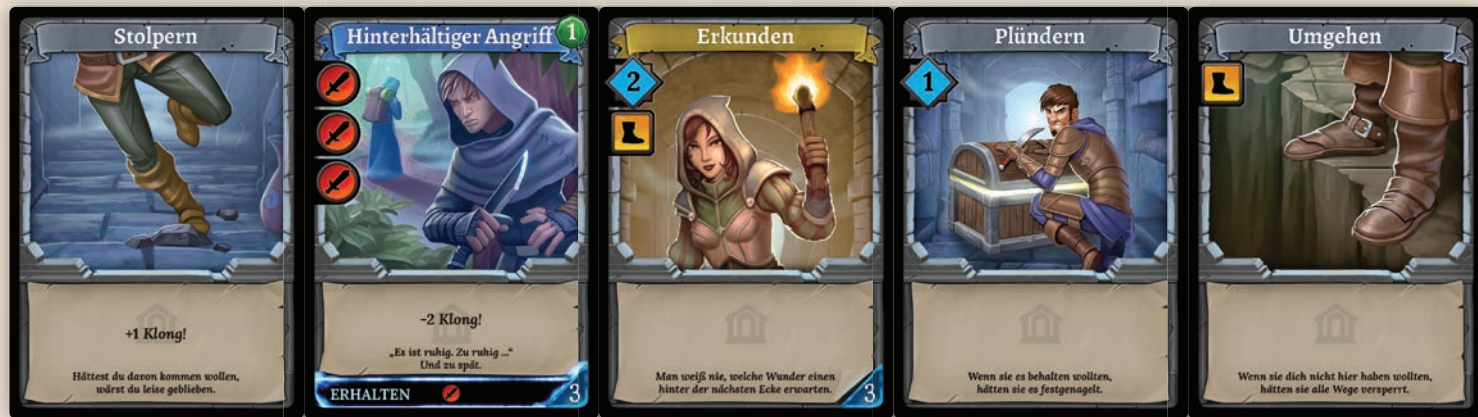 Stolpern
+1 Klong!
Hättest du davon kommen wollen,
wärst du leise geblieben.
Hinterhältiger Angriff
1
-2 Klong!
„Es ist ruhig. Zu ruhig ...“
Und zu spät.
ERHALTEN
3
Erkunden
2
Man weiß nie, welche Wunder einen
hinter der nächsten Ecke erwarten.
3
Plündern
1
Wenn sie es behalten wollten,
hätten sie es festgenagelt.
Umgehen
Wenn sie dich nicht hier haben wollten,
hätten sie alle Wege versperrt.